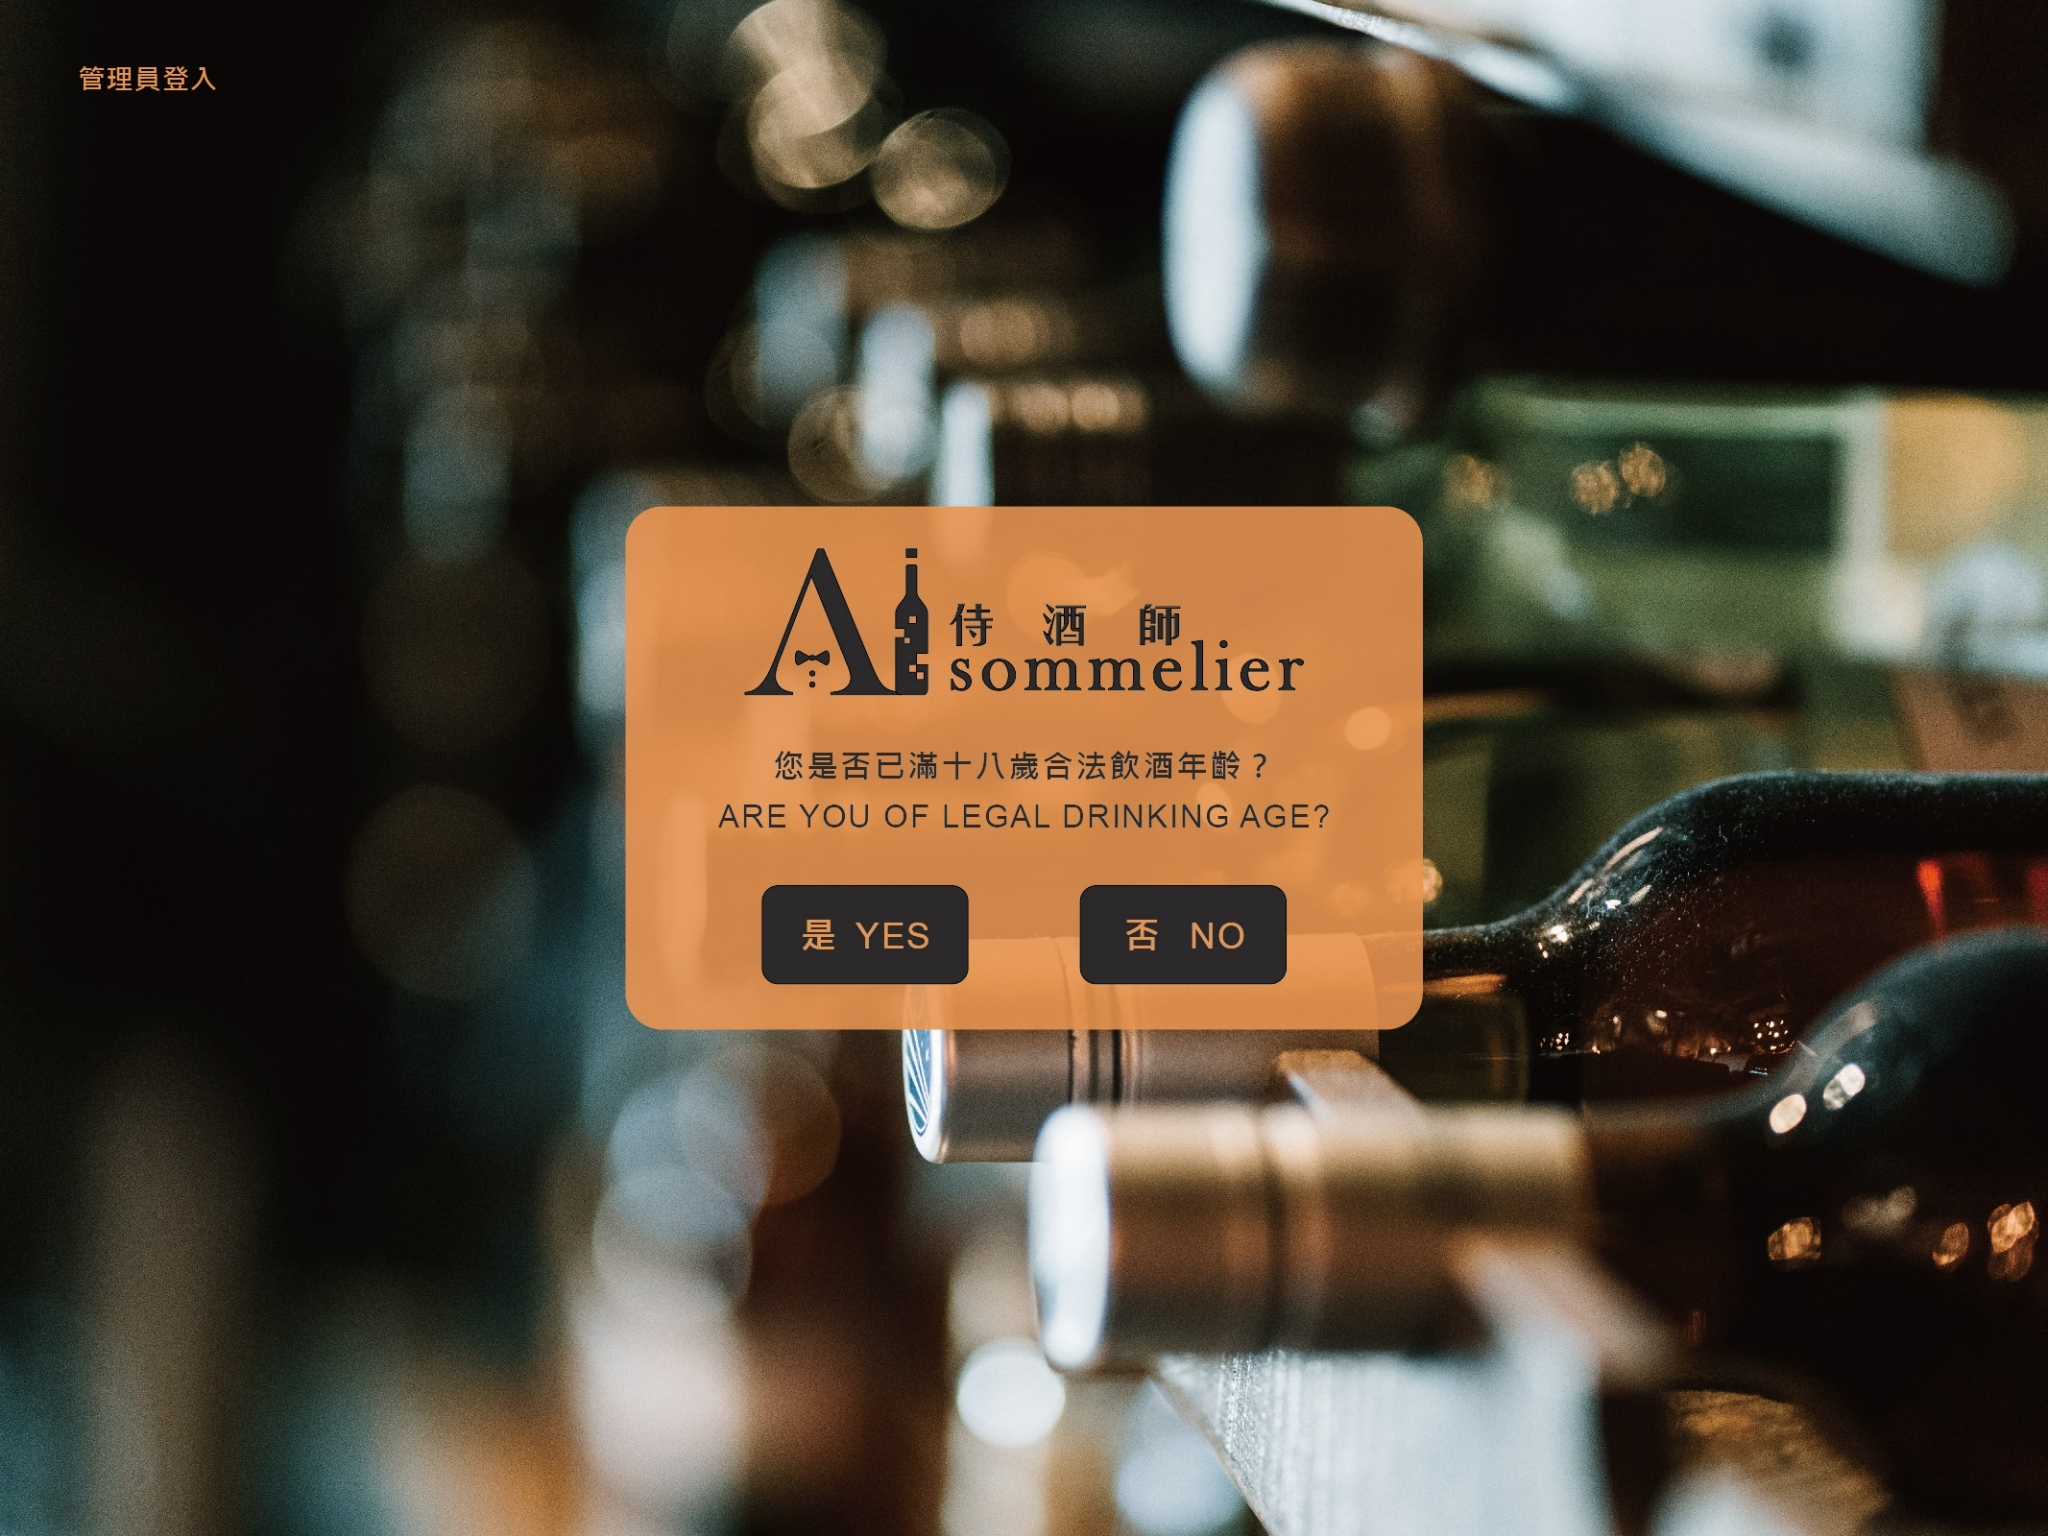 管理員登入
Ai 侍酒師
sommelier
您是否已滿十八歲合法飲酒年齡？
ARE YOU OF LEGAL DRINKING AGE?
是 YES
否 NO